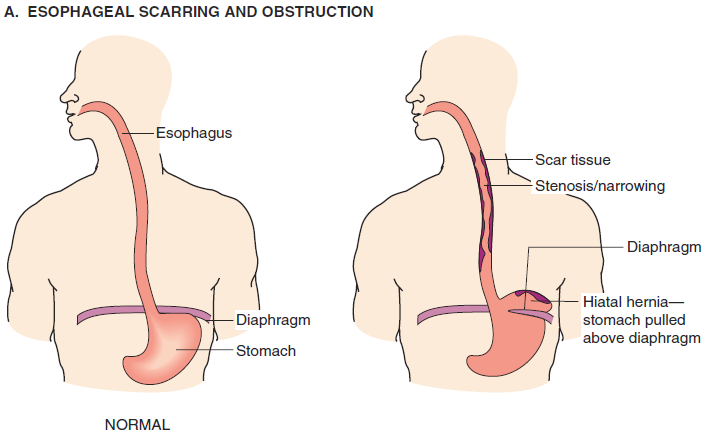 A. ESOPHAGEAL SCARRING AND OBSTRUCTION
Esophagus
Diaphragm
Stomach
NORMAL
Scar tissue
Stenosis/narrowing
Diaphragm
Hiatal hernia—
stomach pulled
above diaphragm